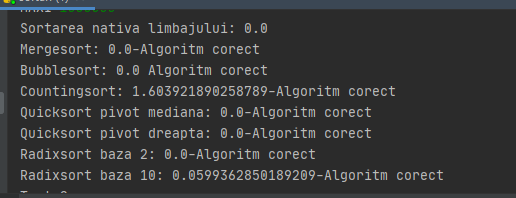 Sortarea nativa limbajului: 0.0
Mergesort: 0.0-Algoritm corect
Bubblesort: 0.0 Algoritm corect
Countingsort: 1.603921890258789-Algoritm corect
Quicksort pivot mediana: 0.0-Algoritm corect
Quicksort pivot dreapta: 0.0-Algoritm corect
Radixsort baza 2: 0.0-Algoritm corect
Radixsort baza 10: 0.0599362850189209-Algoritm corect